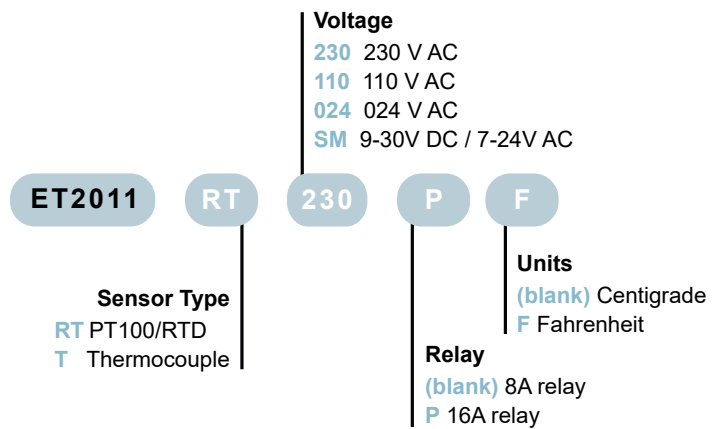 Voltage
230 230 V AC
110 110 V AC
024 024 V AC
SM 9-30V DC / 7-24V AC
ET2011 RT 230 P F
Sensor Type
RT PT100/RTD
T Thermocouple
Units
(blank) Centigrade
F Fahrenheit
Relay
(blank) 8A relay
P 16A relay